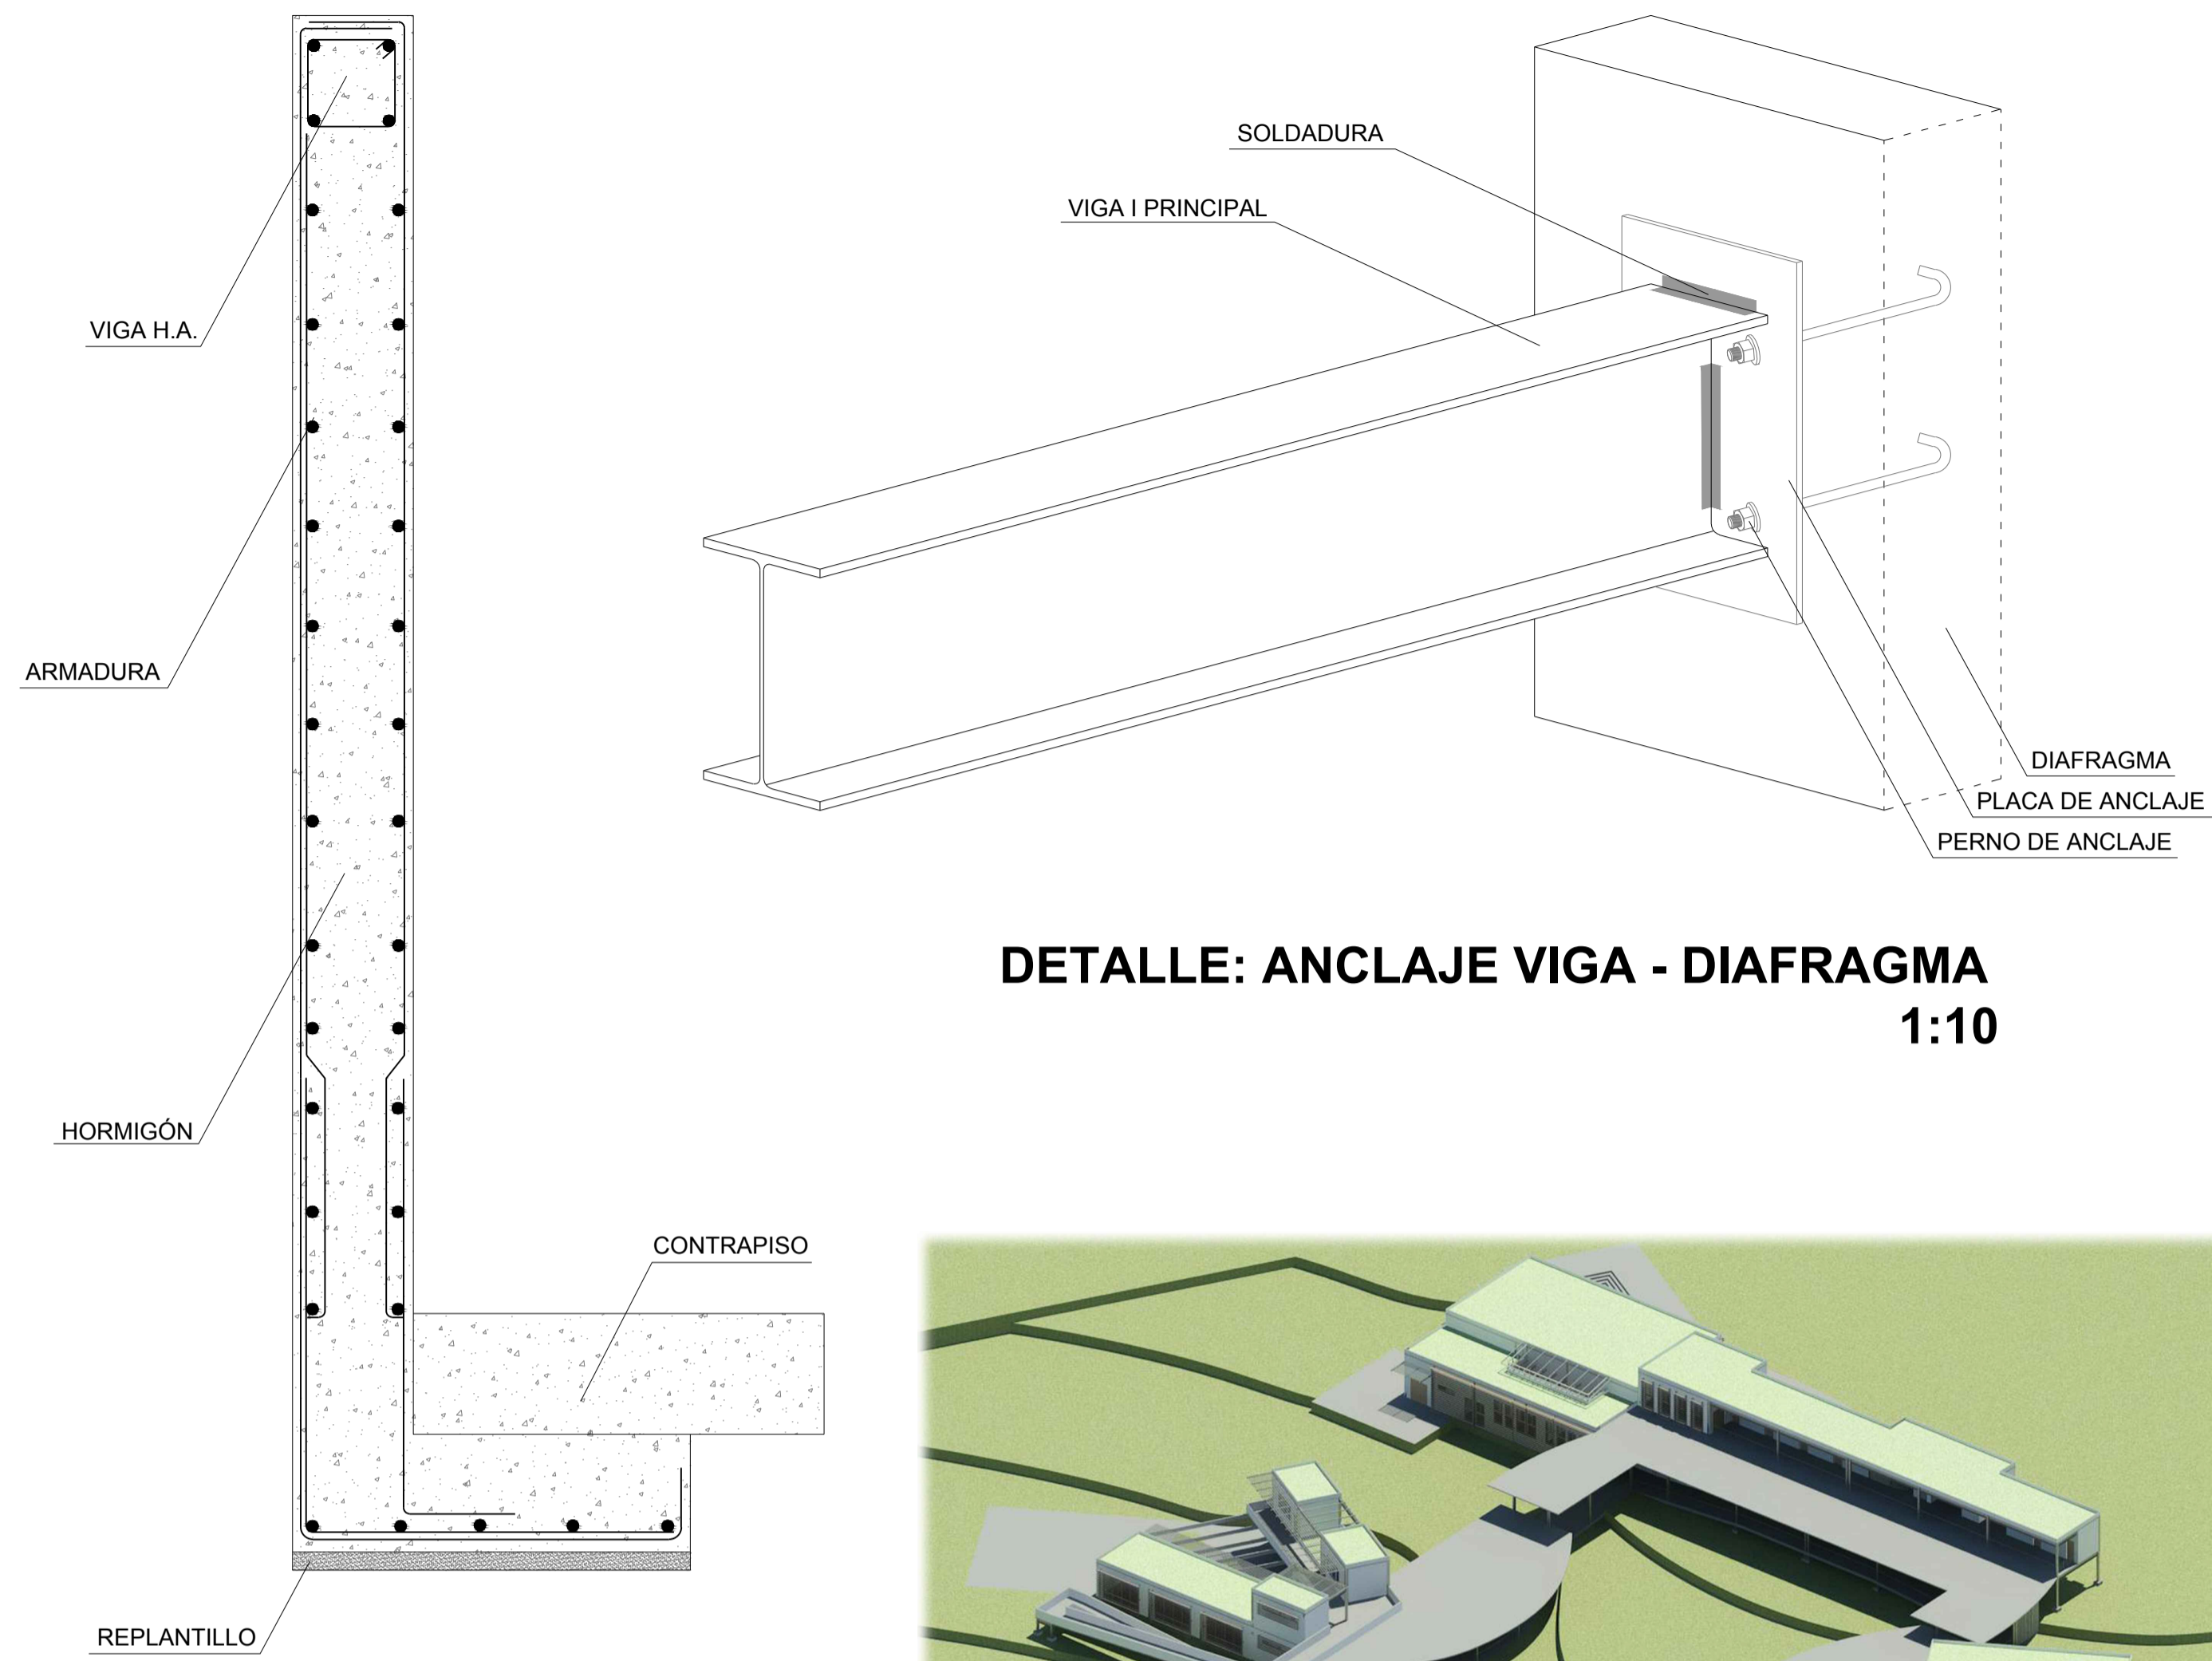 VIGA H.A.
ARMADURA
HORMIGÓN
CONTRAPISO
REPLANTILLO
SOLDADURA
VIGA I PRINCIPAL
DIAFRAGMA
PLACA DE ANCLAJE
PERNO DE ANCLAJE
DETALLE: ANCLAJE VIGA - DIAFRAGMA
1:10